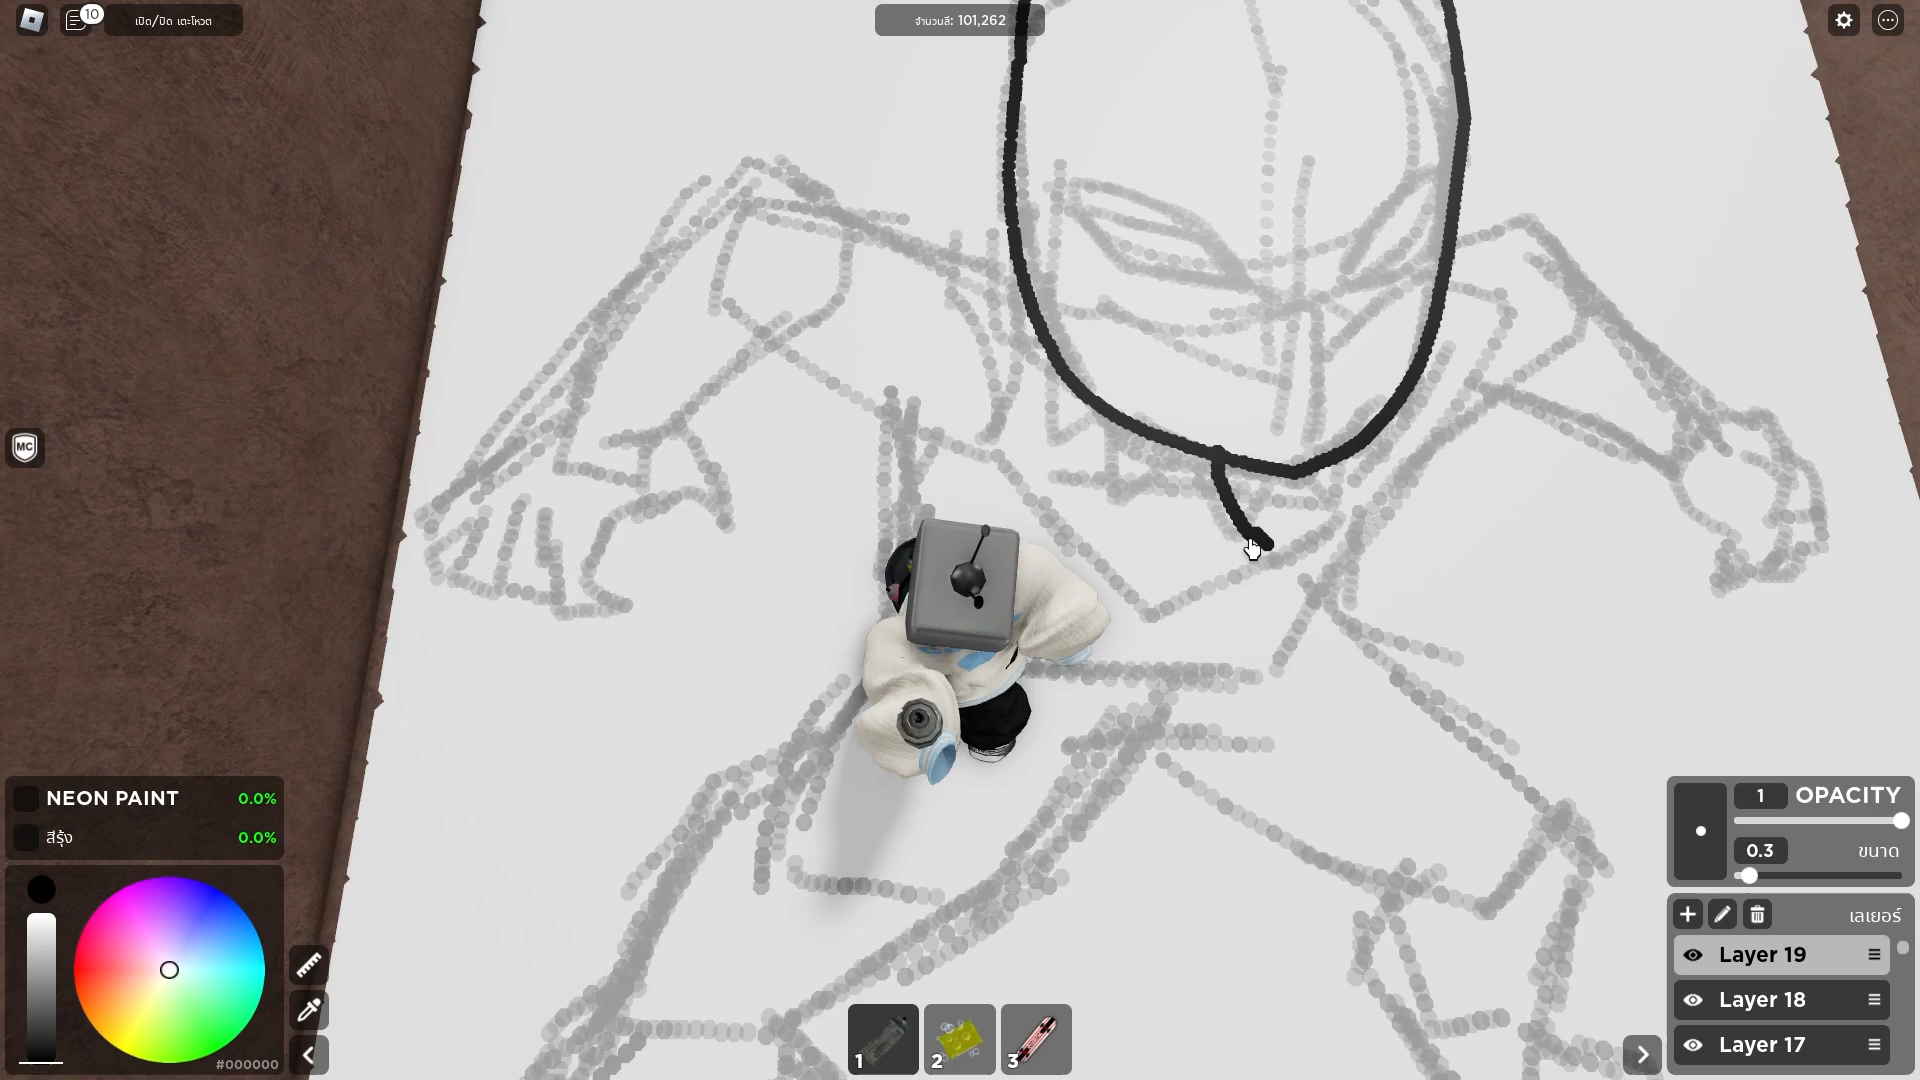 10
เปิด/ปิด เตะโหวต
จำนวนสี: 101,262
MC
NEON PAINT 0.0%
สีรุ้ง 0.0%
#000000
1 OPACITY
0.3 ขนาด
เลเยอร์
Layer 19
Layer 18
Layer 17
1 2 3